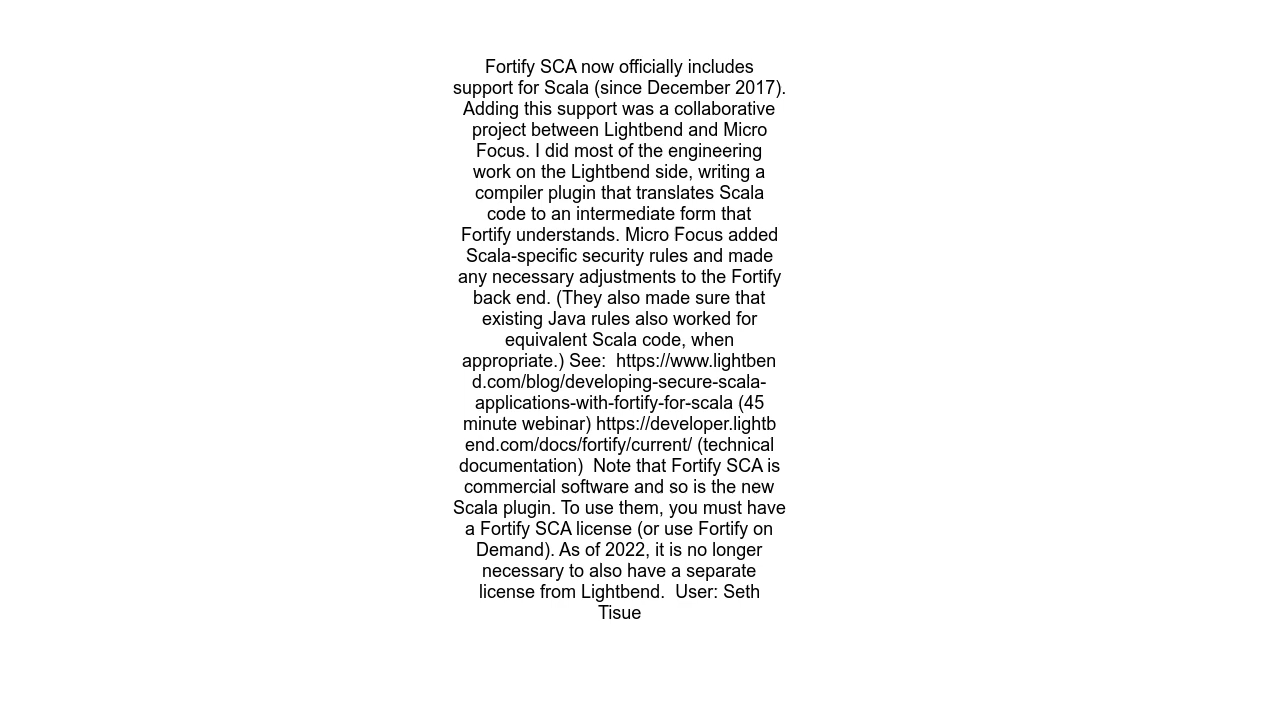 Fortify SCA now officially includes
support for Scala (since December 2017).
Adding this support was a collaborative
project between Lightbend and Micro
Focus. I did most of the engineering
work on the Lightbend side, writing a
compiler plugin that translates Scala
code to an intermediate form that
Fortify understands. Micro Focus added
Scala-specific security rules and made
any necessary adjustments to the Fortify
back end. (They also made sure that
existing Java rules also worked for
equivalent Scala code, when
appropriate.) See:  https://www.lightben
d.com/blog/developing-secure-scala-
applications-with-fortify-for-scala (45
minute webinar) https://developer.lightb
end.com/docs/fortify/current/ (technical
documentation)  Note that Fortify SCA is
commercial software and so is the new
Scala plugin. To use them, you must have
a Fortify SCA license (or use Fortify on
Demand). As of 2022, it is no longer
necessary to also have a separate
license from Lightbend.  User: Seth
Tisue